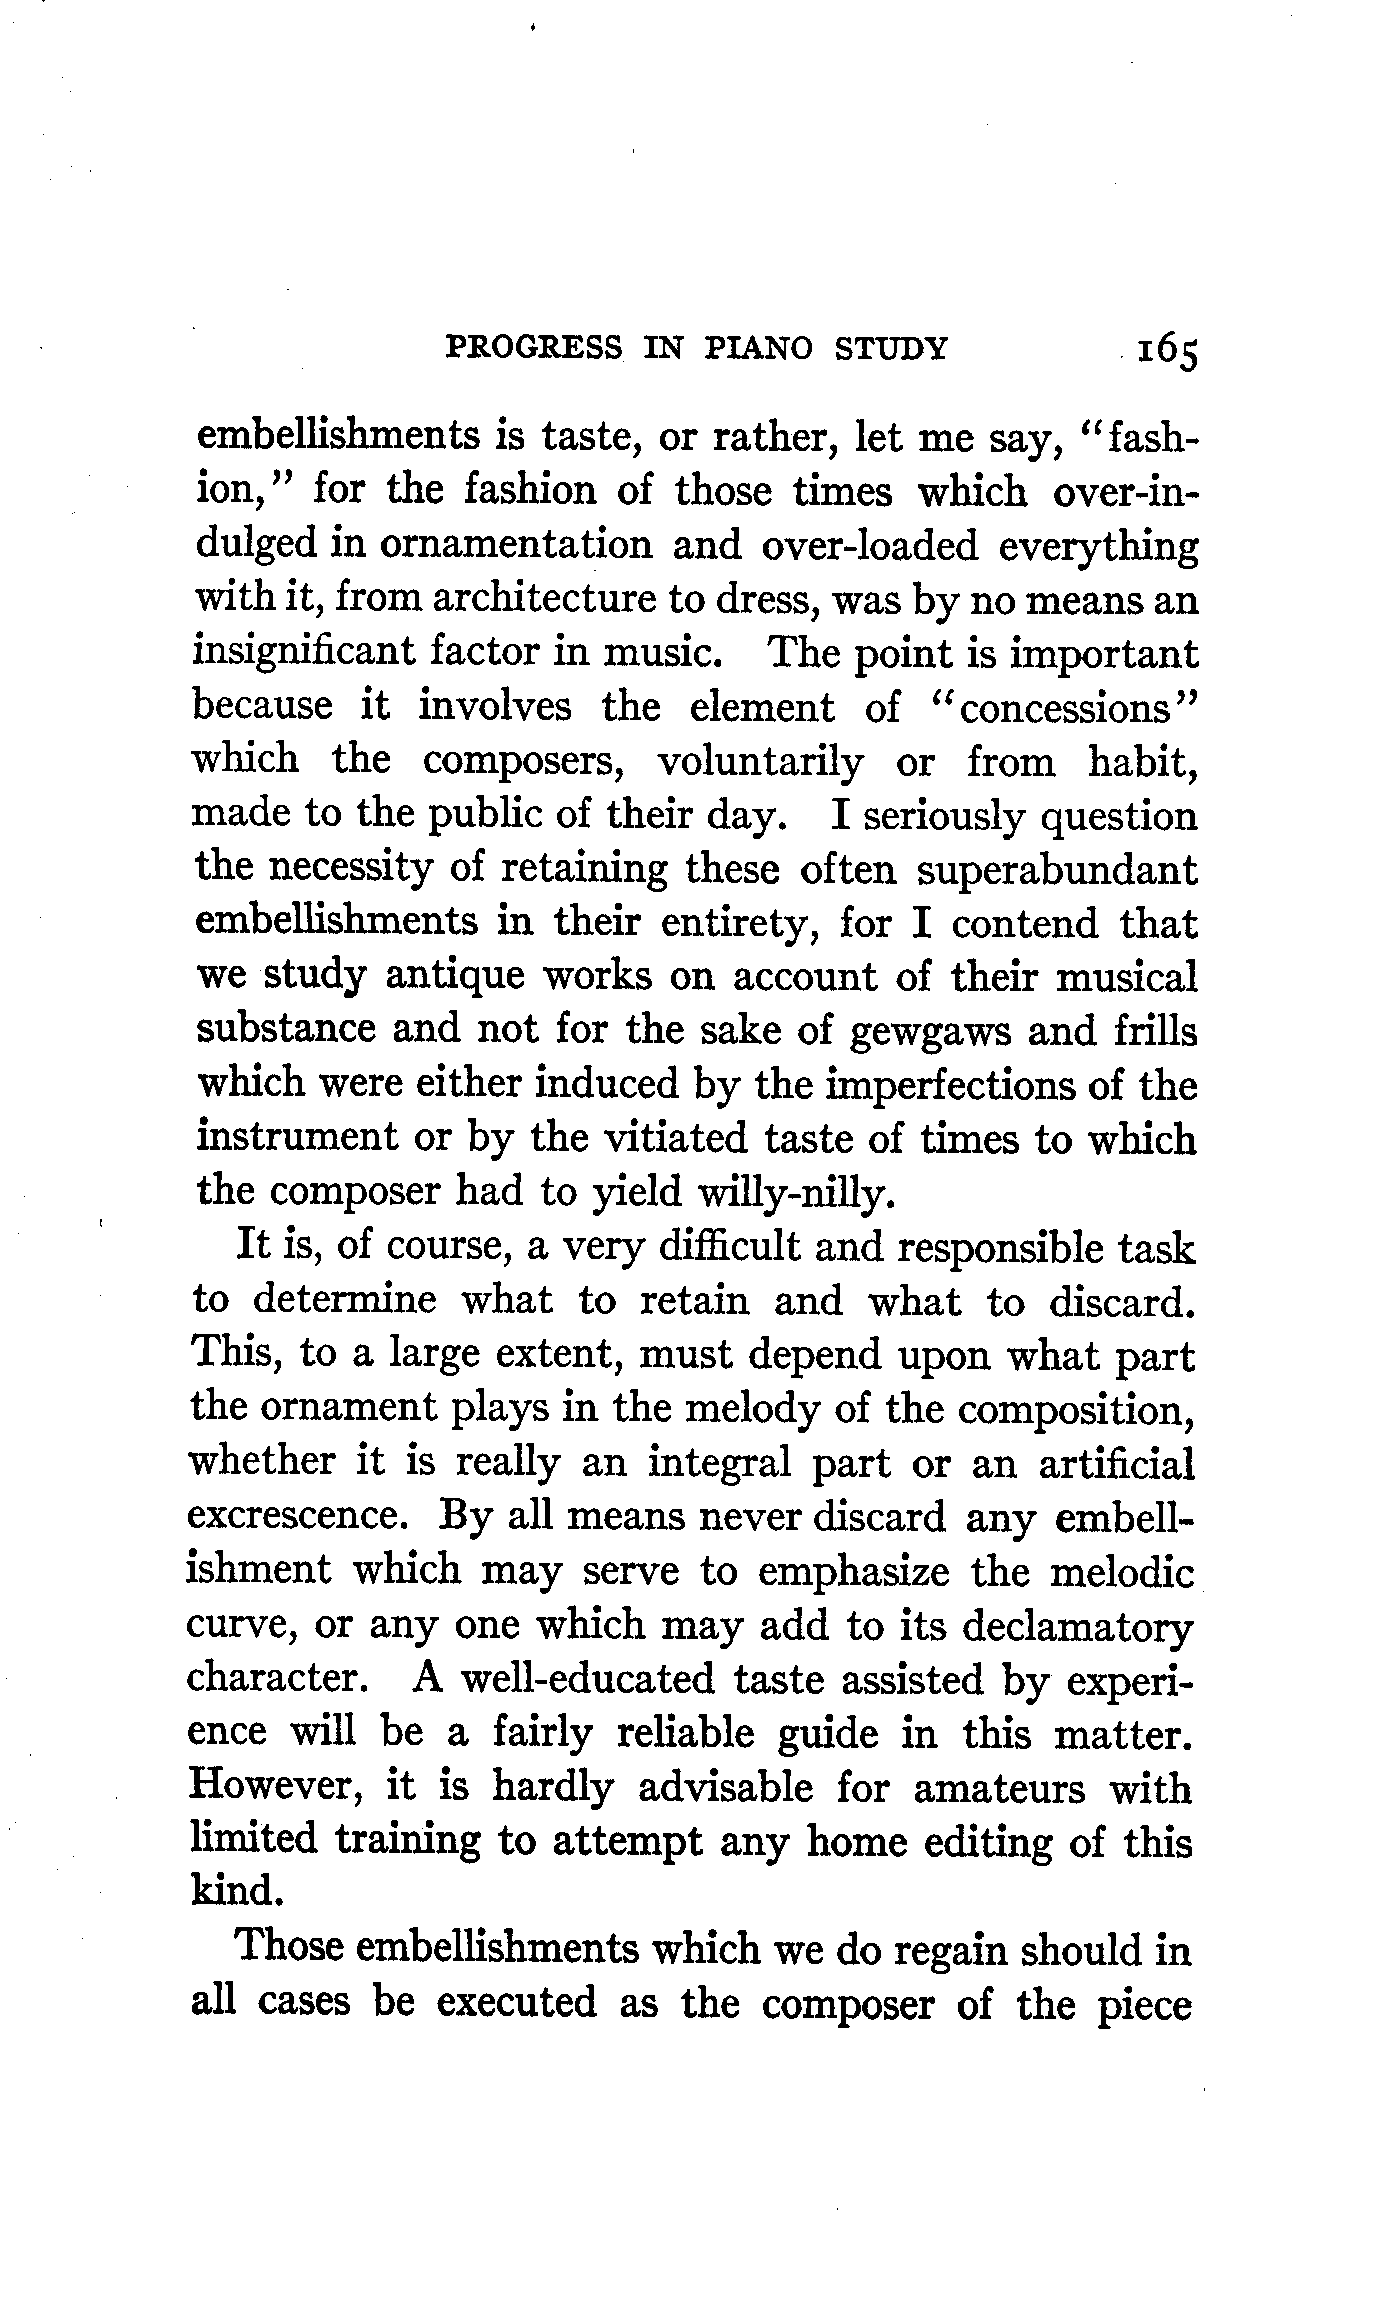 PROGRESS IN PIANO STUDY 165
embellishments is taste, or rather, let me say, "fash-
ion," for the fashion of those times which over-in-
dulged in ornamentation and over-loaded everything
with it, from architecture to dress, was by no means an
insignificant factor in music. The point is important
because it involves the element of "concessions"
which the composers, voluntarily or from habit,
made to the public of their day. I seriously question
the necessity of retaining these often superabundant
embellishments in their entirety, for I contend that
we study antique works on account of their musical
substance and not for the sake of gewgaws and frills
which were either induced by the imperfections of the
instrument or by the vitiated taste of times to which
the composer had to yield willy-nilly.
It is, of course, a very difficult and responsible task
to determine what to retain and what to discard.
This, to a large extent, must depend upon what part
the ornament plays in the melody of the composition,
whether it is really an integral part or an artificial
excrescence. By all means never discard any embell-
ishment which may serve to emphasize the melodic
curve, or any one which may add to its declamatory
character. A well-educated taste assisted by experi-
ence will be a fairly reliable guide in this matter.
However, it is hardly advisable for amateurs with
limited training to attempt any home editing of this
kind.
Those embellishments which we do regain should in
all cases be executed as the composer of the piece